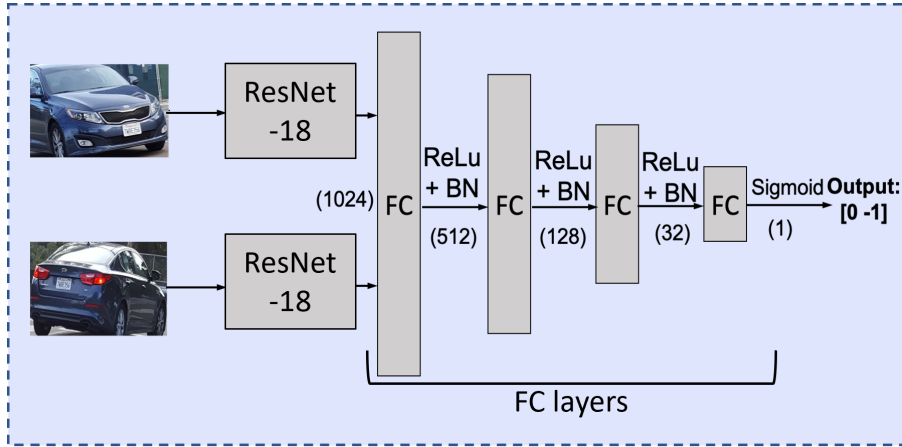 ResNet
-18
ResNet
-18
(1024)
FC
ReLu
+ BN
(512)
FC
ReLu
+ BN
(128)
FC
ReLu
+ BN
(32)
FC
Sigmoid
(1)
Output:
[0 -1]
FC layers